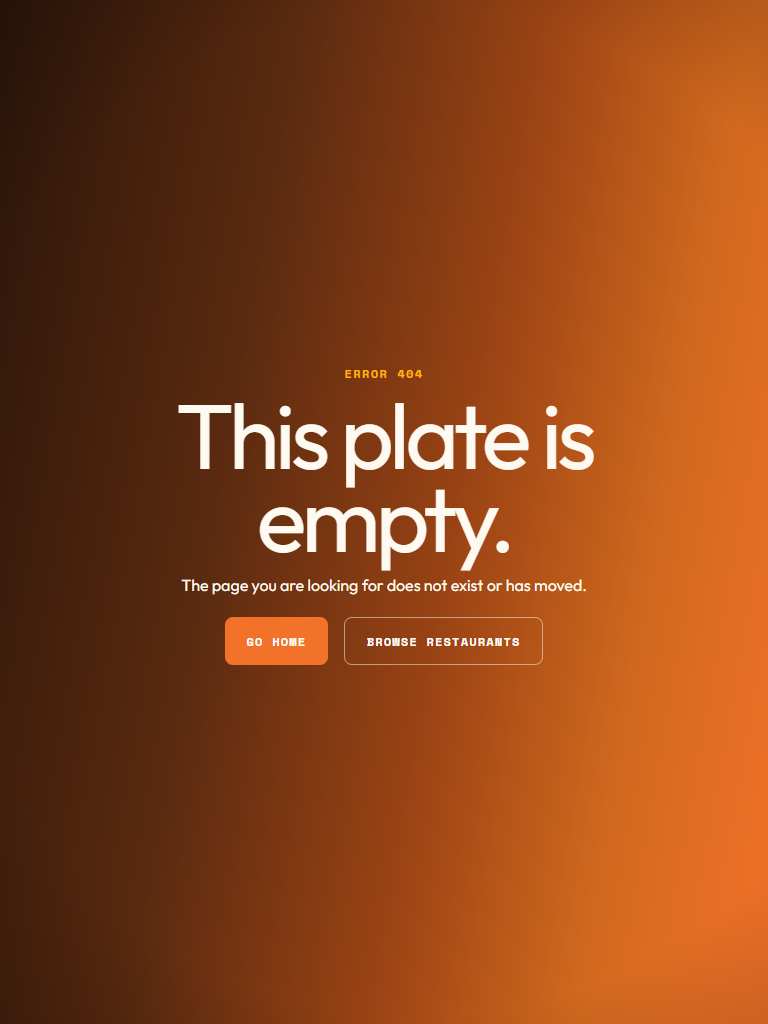 ERROR 404
This plate is
empty.
The page you are looking for does not exist or has moved.
GO HOME
BROWSE RESTAURANTS